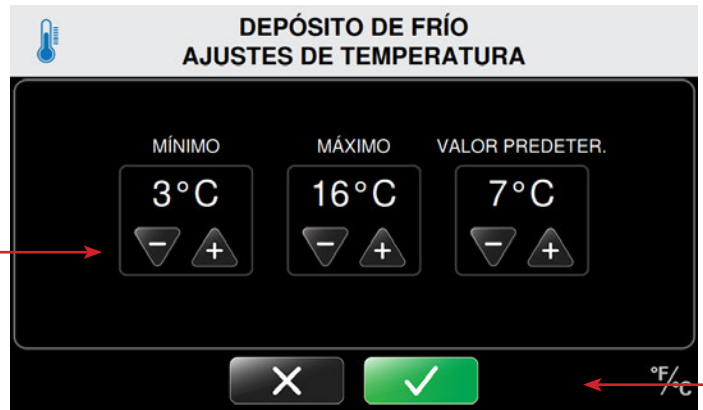 DEPÓSITO DE FRÍO
AJUSTES DE TEMPERATURA
MÍNIMO MÁXIMO VALOR PREDETER.
3°C 16°C 7°C
− + − + − +
°F/°C